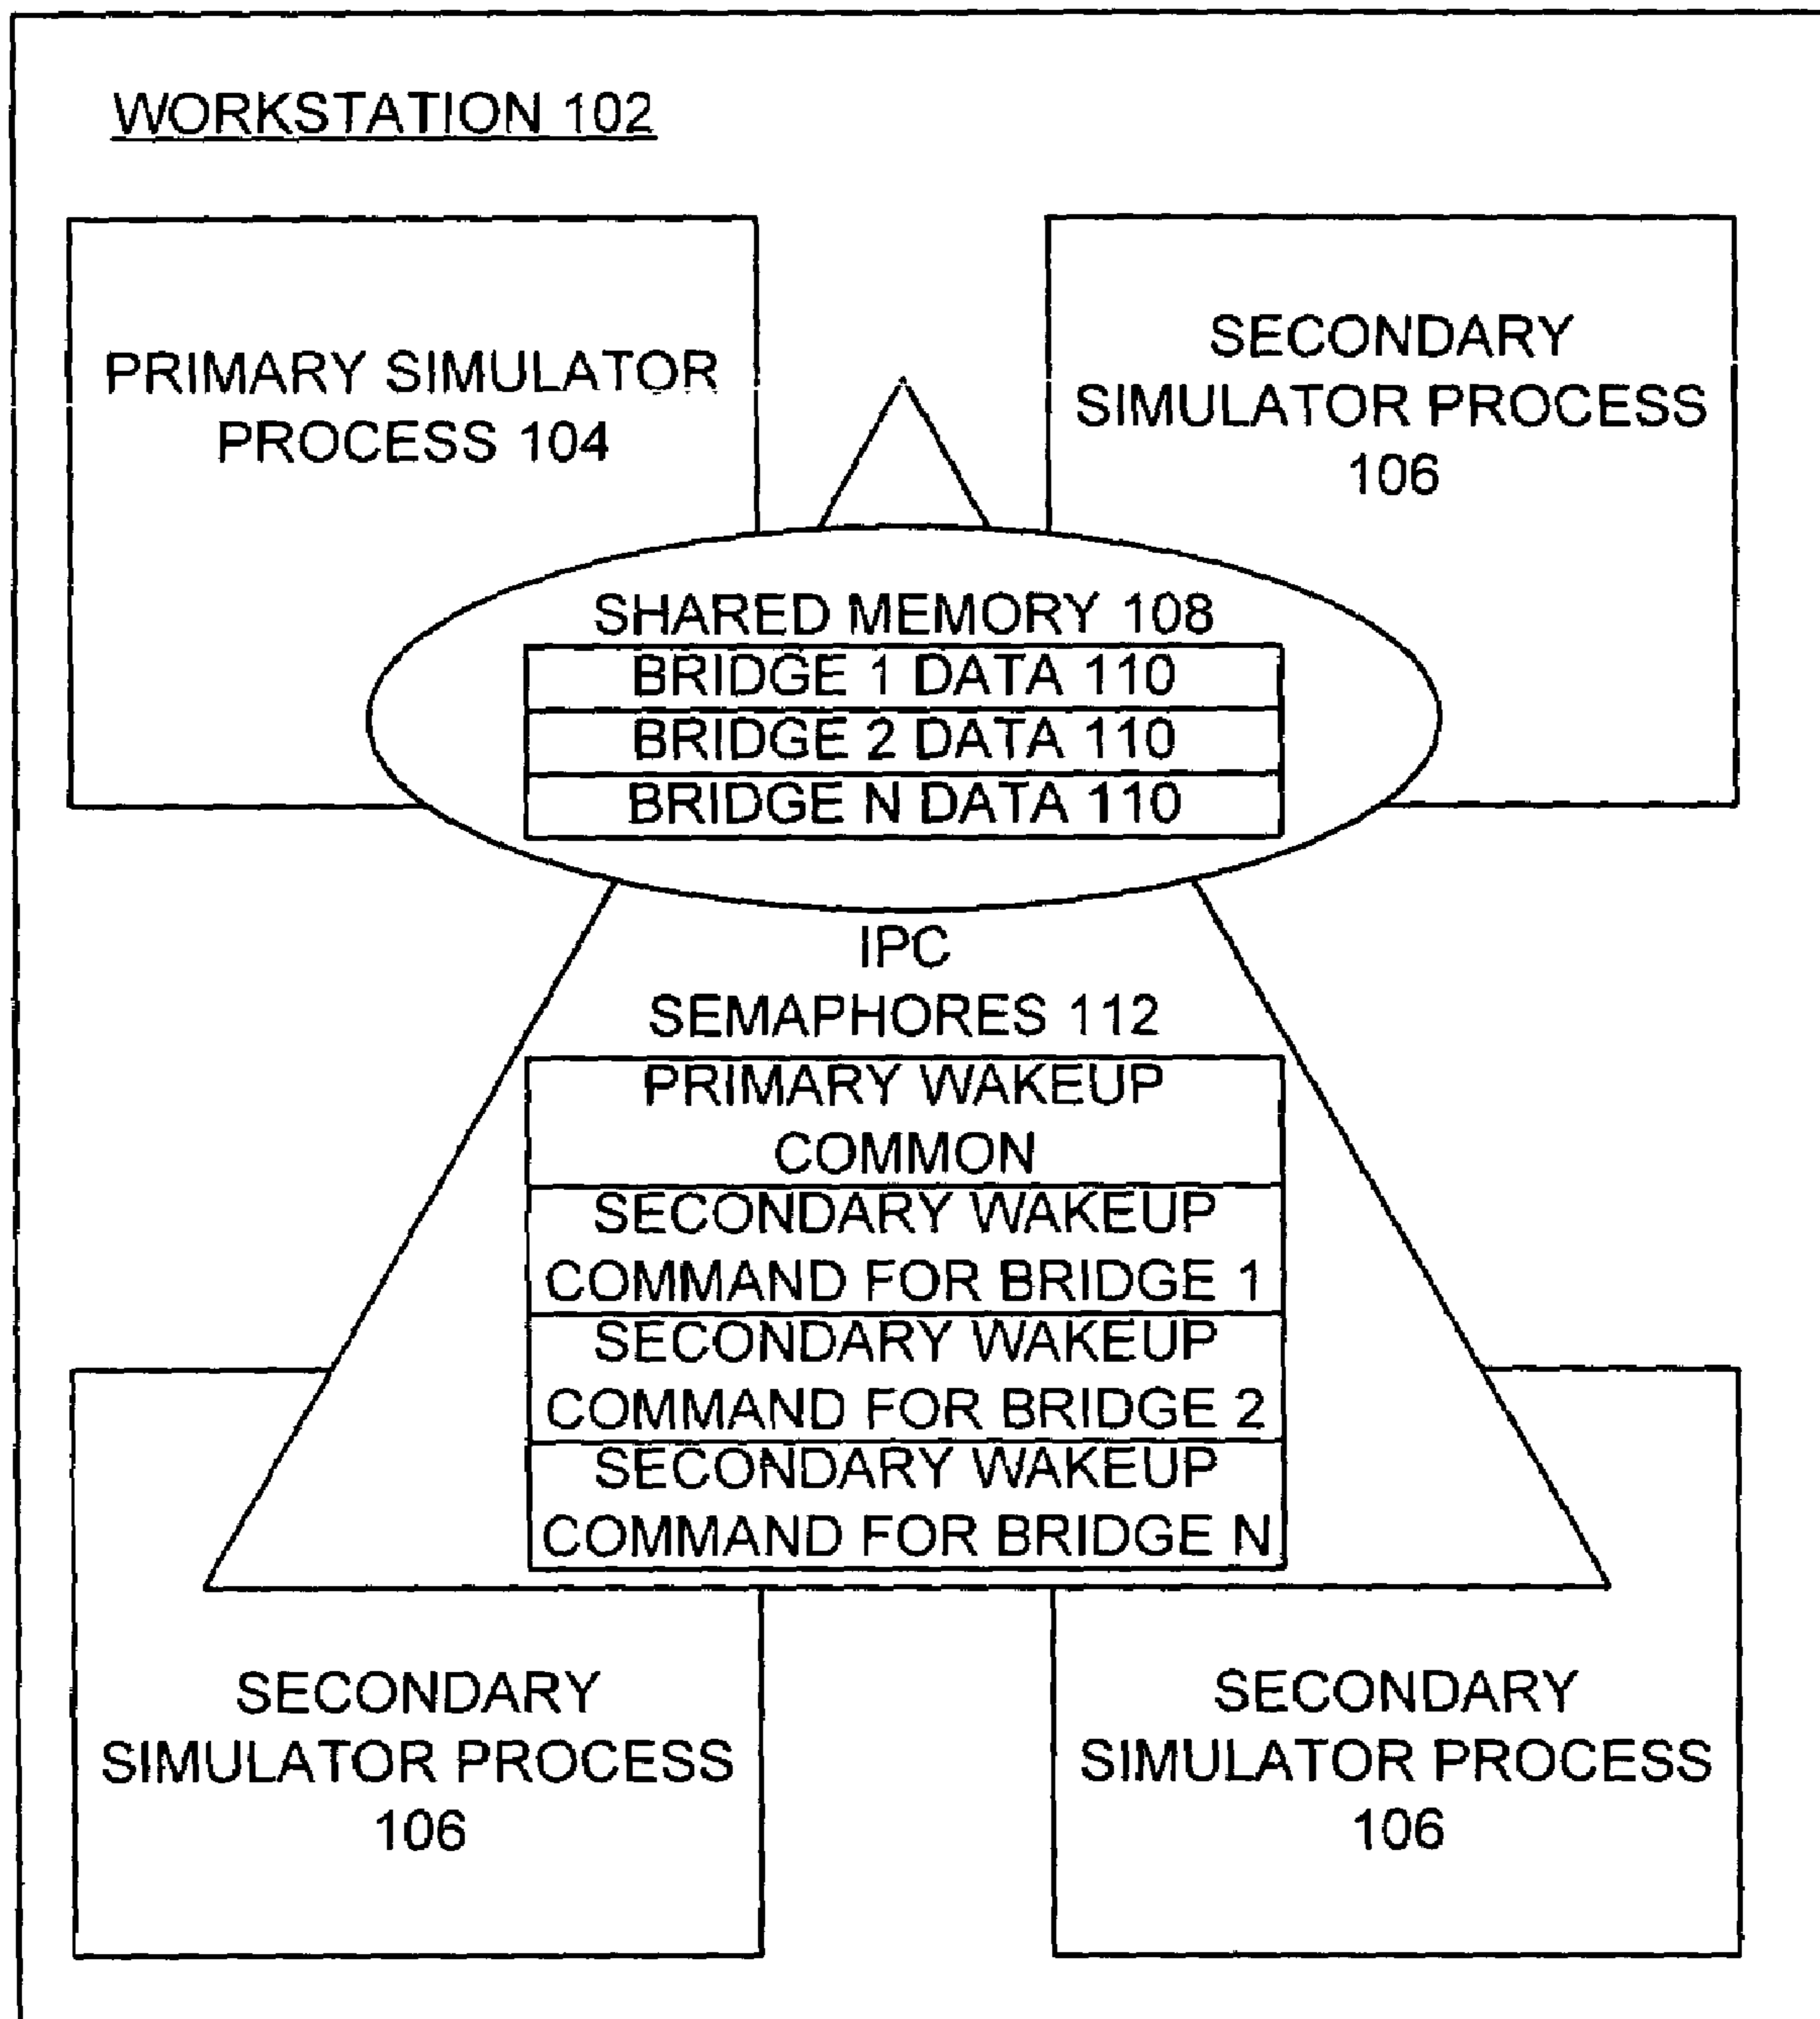 WORKSTATION 102
PRIMARY SIMULATOR
PROCESS 104
SECONDARY
SIMULATOR PROCESS
106
SHARED MEMORY 108
BRIDGE 1 DATA 110
BRIDGE 2 DATA 110
BRIDGE N DATA 110
IPC
SEMAPHORES 112
PRIMARY WAKEUP
COMMON
SECONDARY WAKEUP
COMMAND FOR BRIDGE 1
SECONDARY WAKEUP
COMMAND FOR BRIDGE 2
SECONDARY WAKEUP
COMMAND FOR BRIDGE N
SECONDARY
SIMULATOR PROCESS
106
SECONDARY
SIMULATOR PROCESS
106